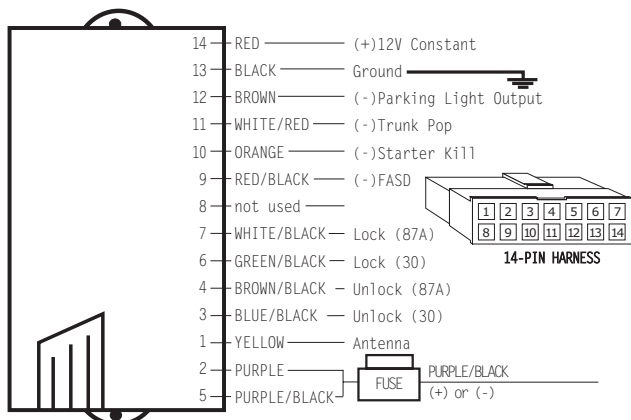 14 RED (+)12V Constant
13 BLACK Ground
12 BROWN (-)Parking Light Output
11 WHITE/RED (-)Trunk Pop
10 ORANGE (-)Starter Kill
9 RED/BLACK (-)FASD
8 not used
7 WHITE/BLACK Lock (87A)
6 GREEN/BLACK Lock (30)
4 BROWN/BLACK Unlock (87A)
3 BLUE/BLACK Unlock (30)
1 YELLOW Antenna
2 PURPLE
5 PURPLE/BLACK
FUSE
PURPLE/BLACK
(+) or (-)
1 2 3 4 5 6 7
8 9 10 11 12 13 14
14-PIN HARNESS